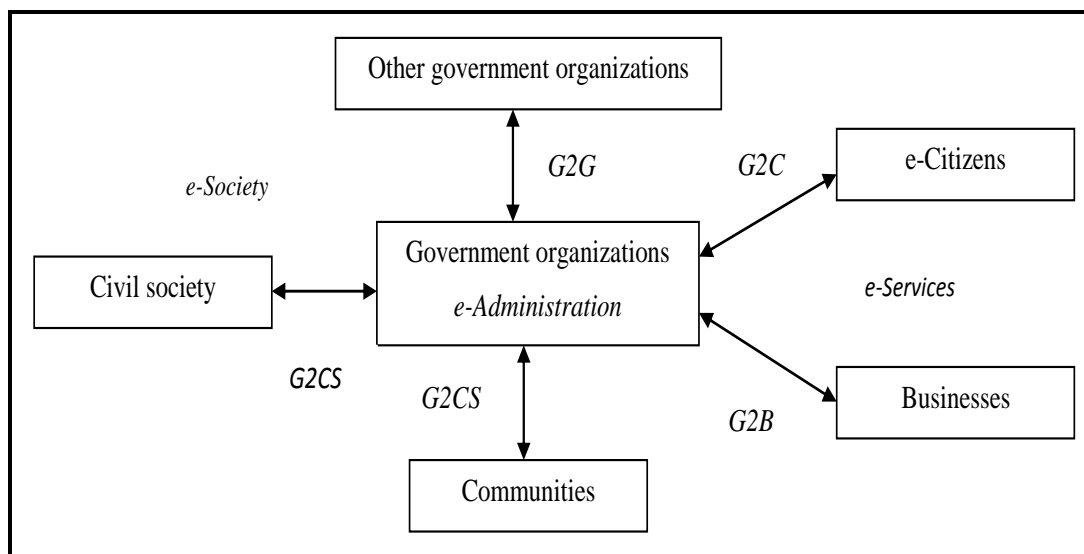 Other government organizations
G2G
G2C
e-Citizens
e-Society
Government organizations
e-Administration
Civil society
e-Services
G2CS
G2CS
G2B
Businesses
Communities